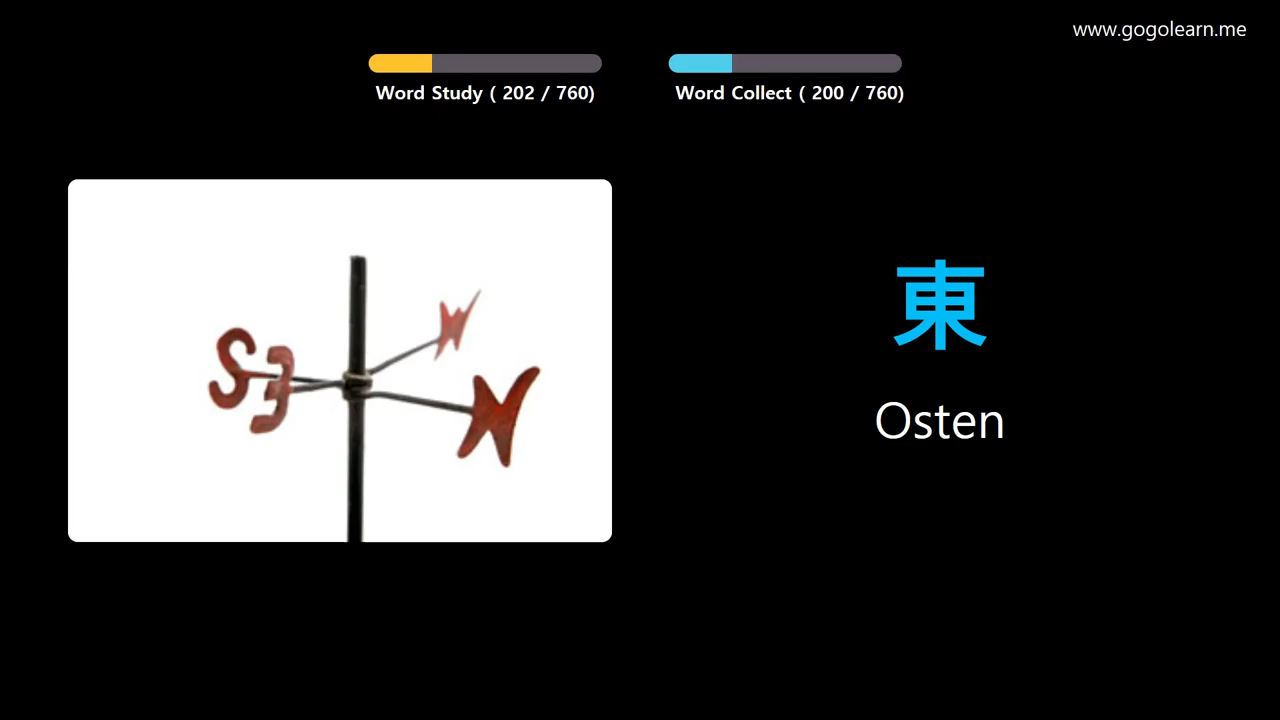 www.gogolearn.me
Word Study ( 202 / 760)
Word Collect ( 200 / 760)
東
Osten
S
E
N